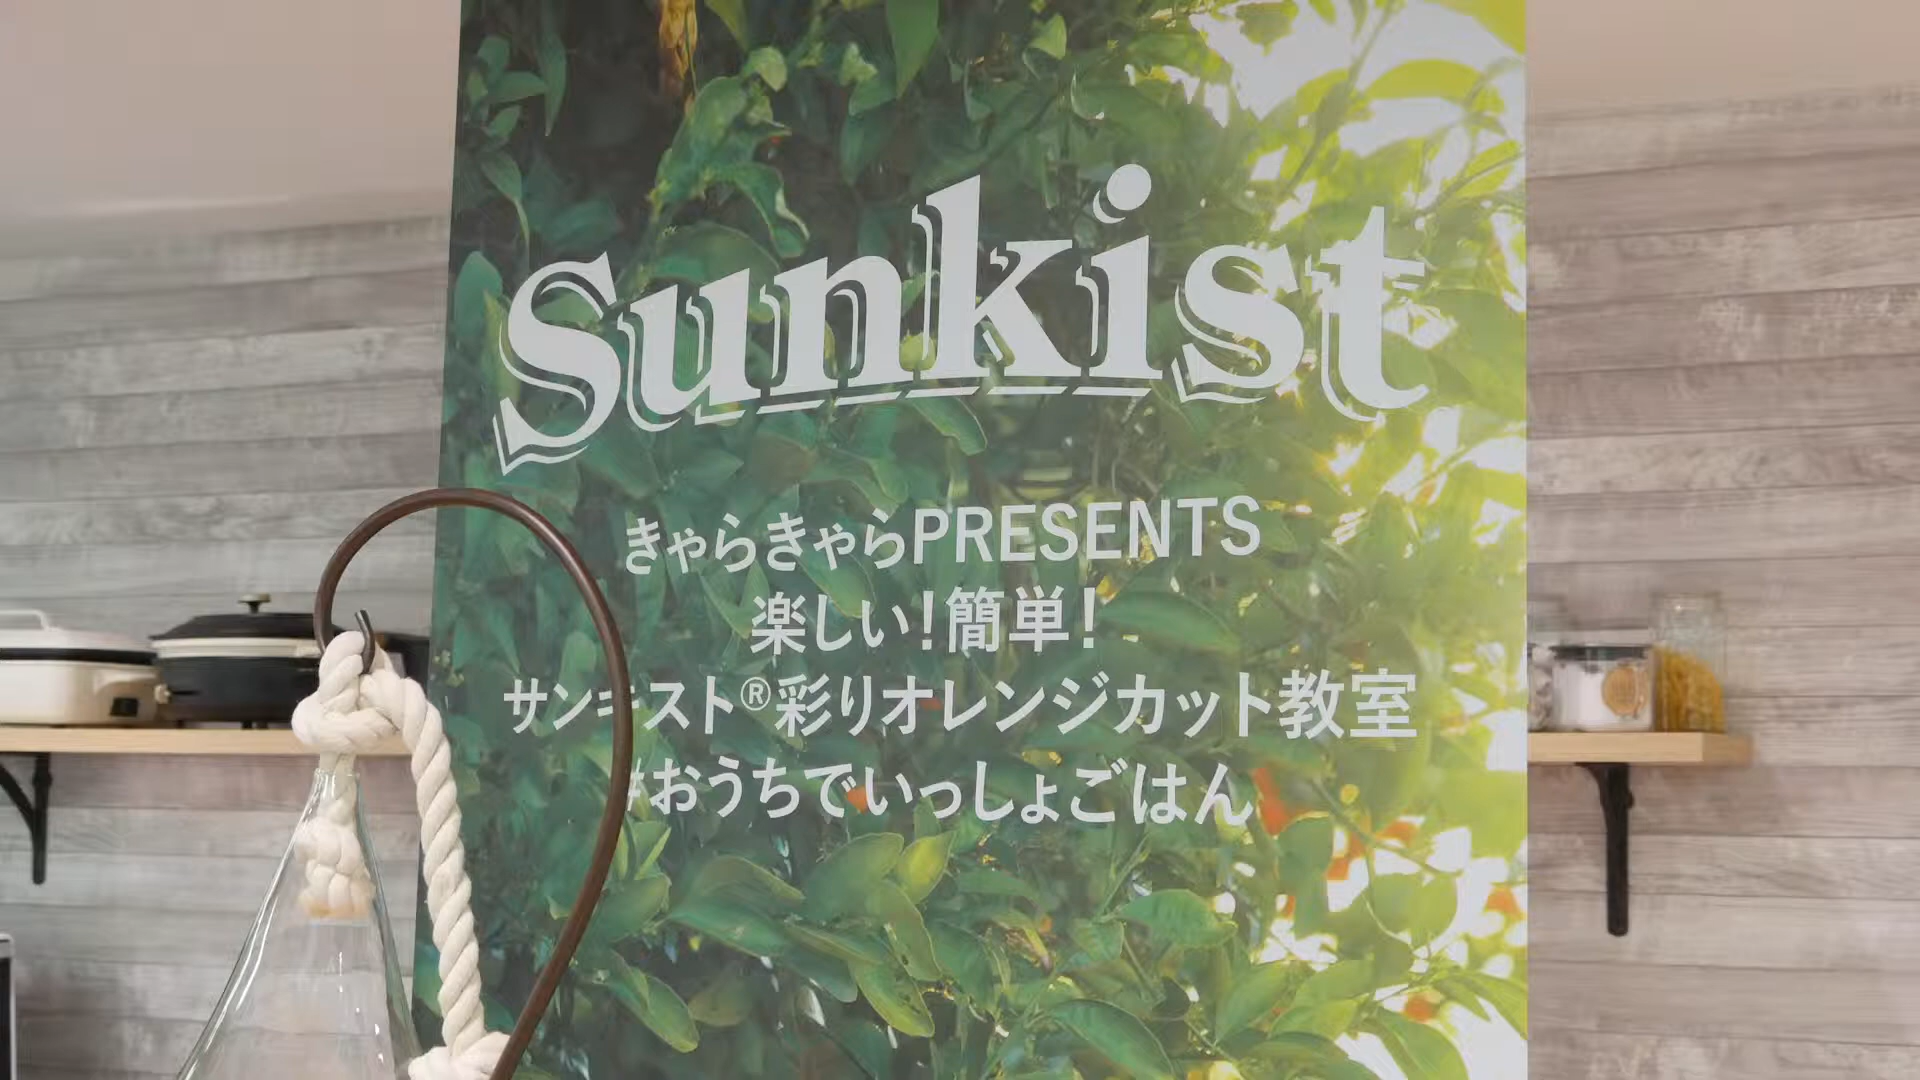 Sunkist
きゃらきゃらPRESENTS
楽しい!簡単!
サンキスト®彩りオレンジカット教室
#おうちでいっしょごはん